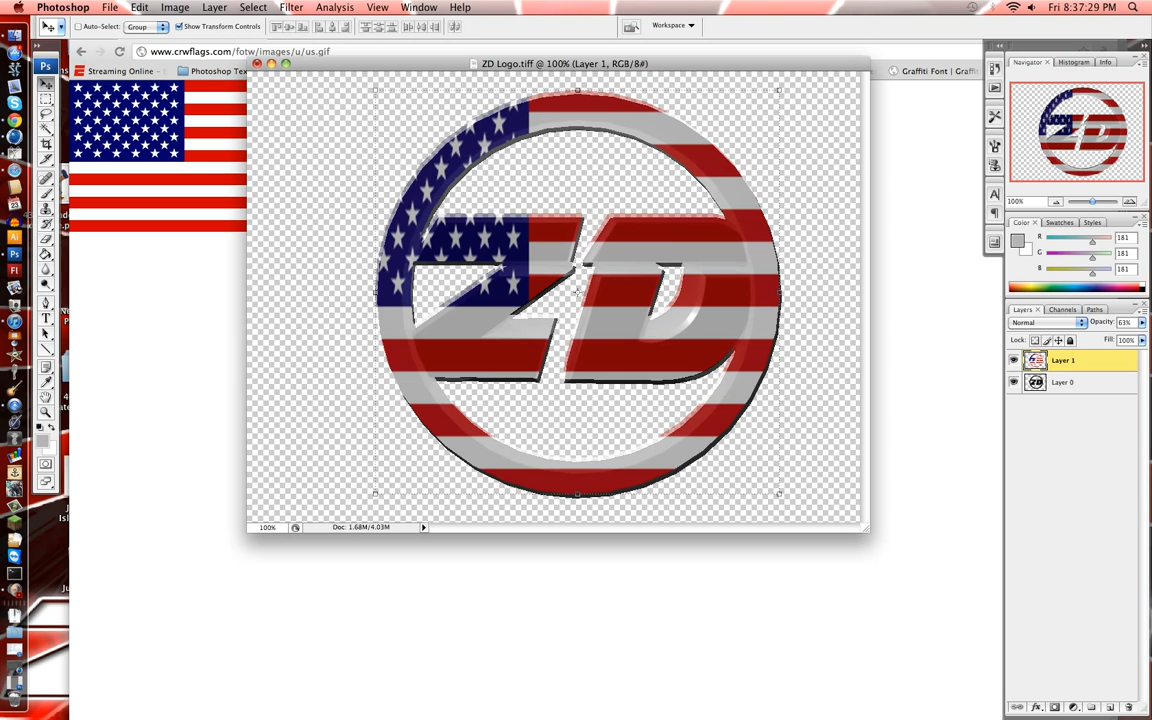 Photoshop File Edit Image Layer Select Filter Analysis View Window Help Fri 8:37:29 PM
Auto-Select: Group Show Transform Controls Workspace
www.crwflags.com/fotw/images/u/us.gif
Streaming Online - Photoshop Tex Graffiti Font | Graffiti
ZD Logo.tiff @ 100% (Layer 1, RGB/8#)
Ps
ZD
100% Doc: 1.68M/4.03M
Navigator Histogram Info
100%
Color Swatches Styles
R 181
G 181
B 181
Layers Channels Paths
Normal Opacity: 63%
Lock: Fill: 100%
Layer 1
Layer 0